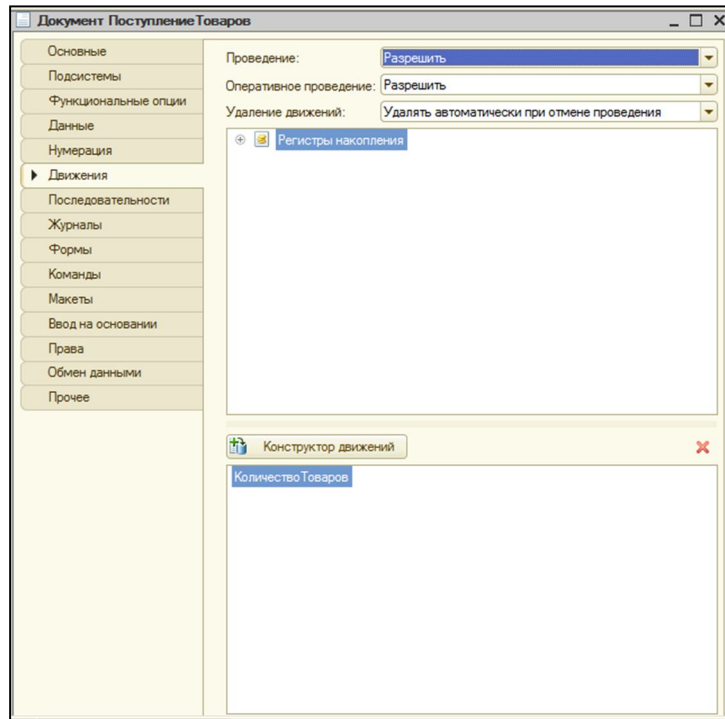 Документ ПоступлениеТоваров
Основные
Подсистемы
Функциональные опции
Данные
Нумерация
Движения
Последовательности
Журналы
Формы
Команды
Макеты
Ввод на основании
Права
Обмен данными
Прочее
Проведение: Разрешить
Оперативное проведение: Разрешить
Удаление движений: Удалять автоматически при отмене проведения
Регистры накопления
Конструктор движений
КоличествоТоваров